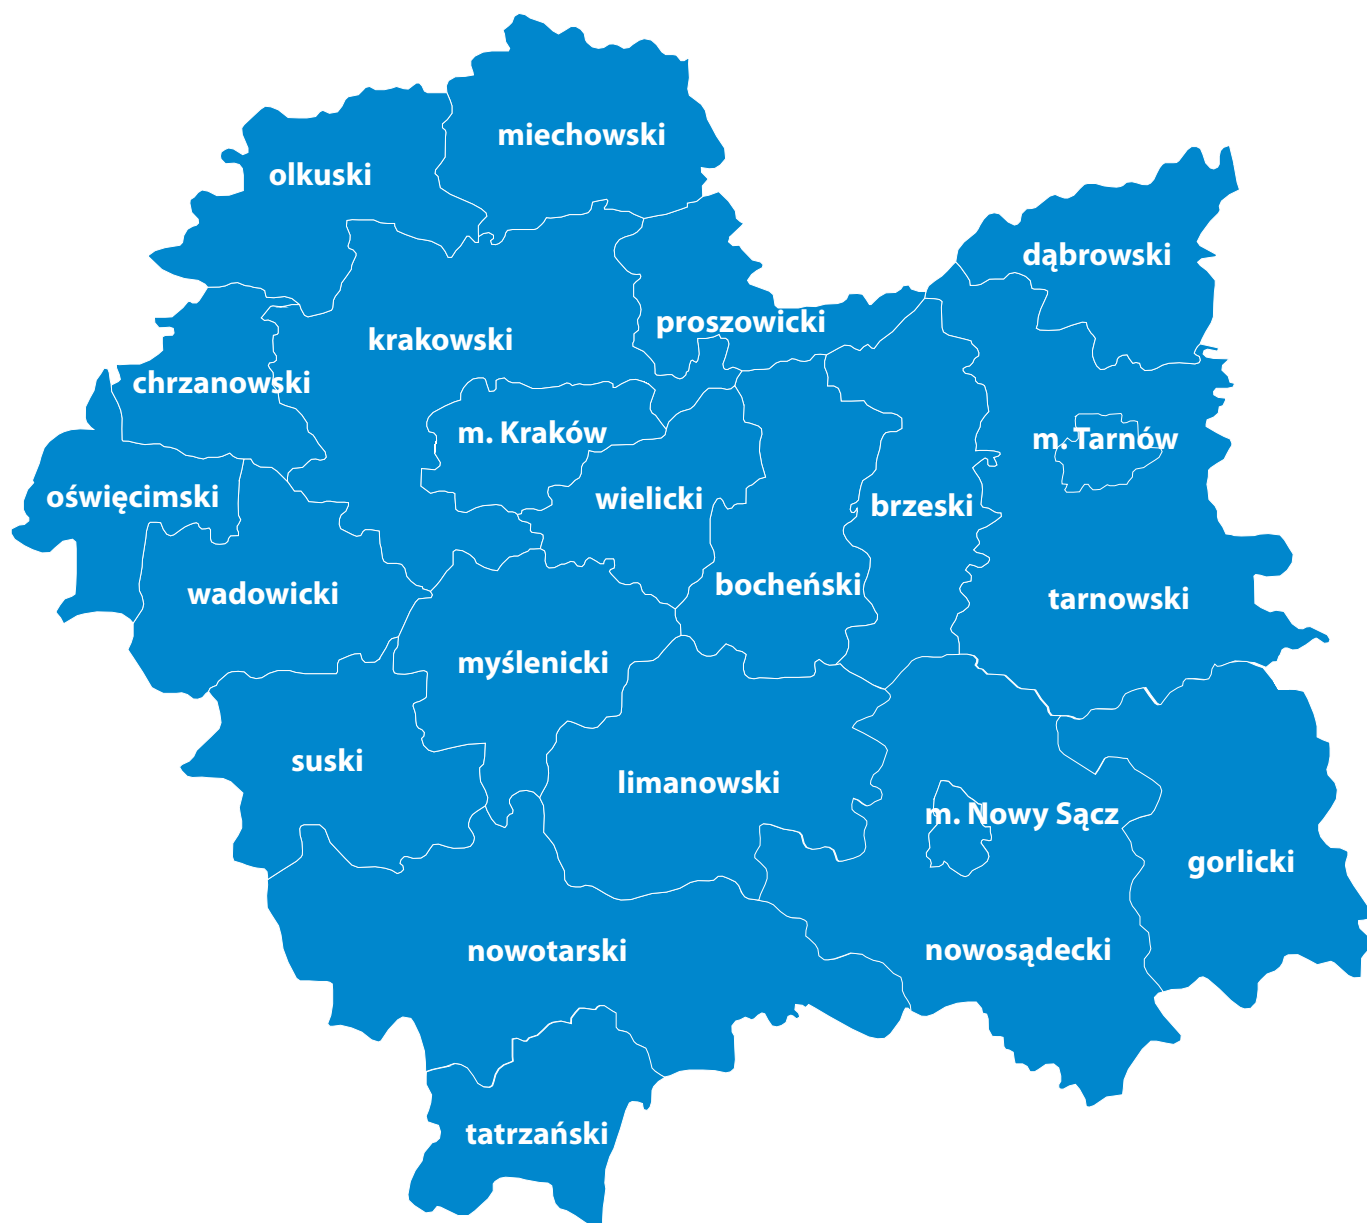 miechowski
olkuski
dąbrowski
proszowicki
krakowski
chrzanowski
m. Kraków
m. Tarnów
oświęcimski
wielicki
brzeski
wadowicki
bocheński
tarnowski
myślenicki
suski
limanowski
m. Nowy Sącz
gorlicki
nowotarski
nowosądecki
tatrzański